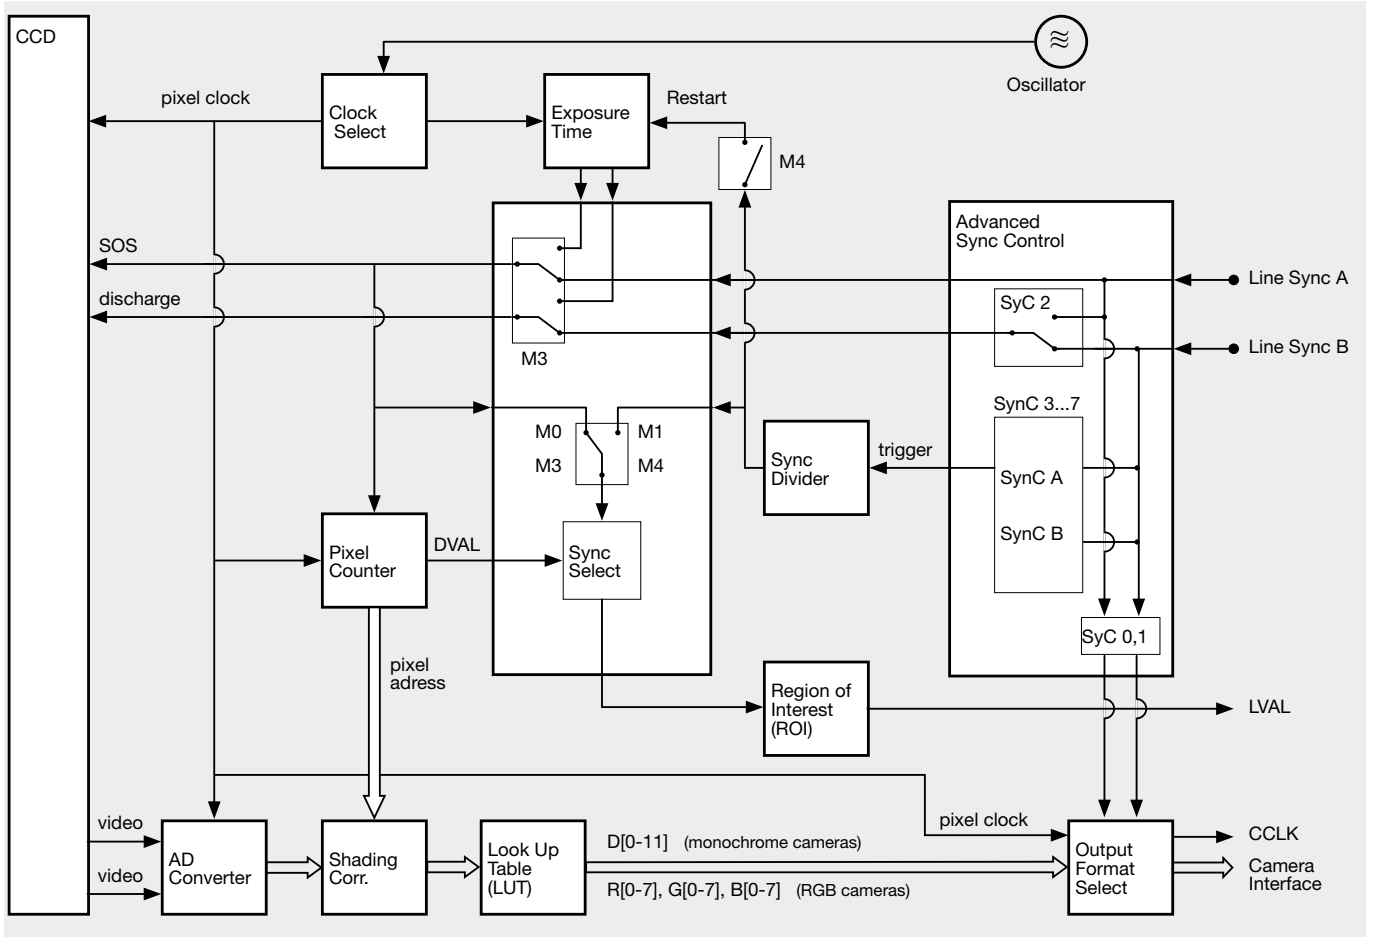 CCD
Oscillator
pixel clock
Clock
Select
Exposure
Time
Restart
M4
Advanced
Sync Control
SOS
discharge
Line Sync A
SyC 2
Line Sync B
M3
SynC 3...7
M0
M1
M3
M4
Sync
Divider
trigger
SynC A
SynC B
Pixel
Counter
DVAL
Sync
Select
SyC 0,1
pixel
adress
Region of
Interest
(ROI)
LVAL
video
video
AD
Converter
Shading
Corr.
Look Up
Table
(LUT)
D[0-11] (monochrome cameras)
R[0-7], G[0-7], B[0-7] (RGB cameras)
pixel clock
Output
Format
Select
CCLK
Camera
Interface